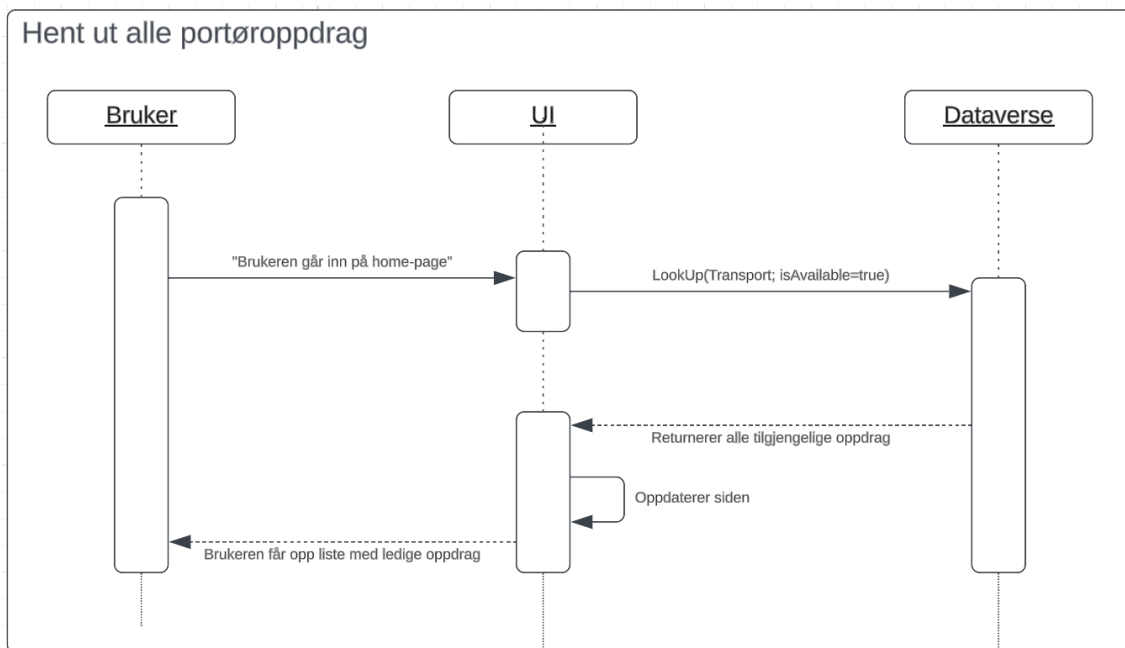 Hent ut alle portøroppdrag
Bruker
UI
Dataverse
"Brukeren går inn på home-page"
LookUp(Transport; isAvailable=true)
Returnerer alle tilgjengelige oppdrag
Oppdaterer siden
Brukeren får opp liste med ledige oppdrag